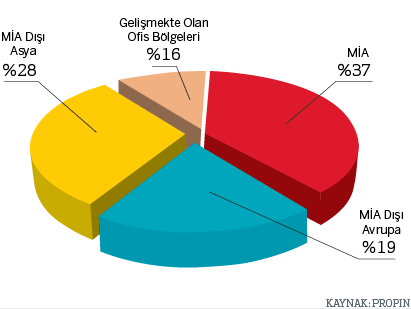 MİA Dışı
Asya
%28
Gelişmekte Olan
Ofis Bölgeleri
%16
MİA
%37
MİA Dışı
Avrupa
%19
KAYNAK: PROPIN